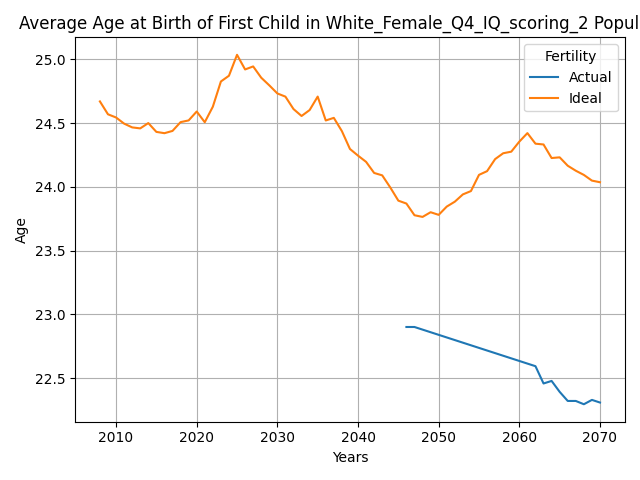 Average Age at Birth of First Child in White_Female_Q4_IQ_scoring_2 Popul
Fertility
Actual
Ideal
25.0
24.5
24.0
23.5
23.0
22.5
Age
2010 2020 2030 2040 2050 2060 2070
Years